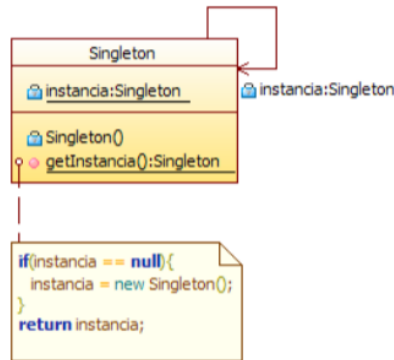 Singleton
instancia:Singleton
instancia:Singleton
Singleton()
getInstancia():Singleton
if(instancia == null){
instancia = new Singleton();
}
return instancia;